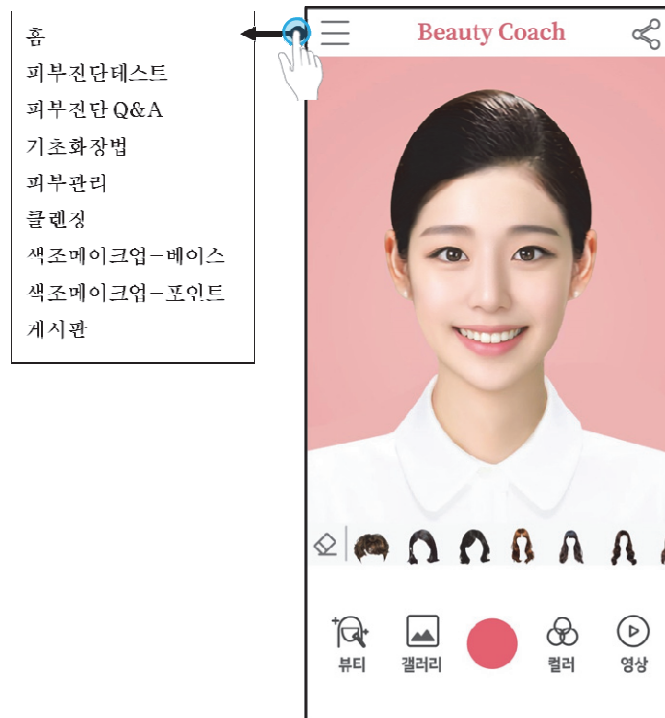 홈
피부진단테스트
피부진단 Q&A
기초화장법
피부관리
클렌징
색조메이크업-베이스
색조메이크업-포인트
게시판
Beauty Coach
뷰티
갤러리
컬러
영상